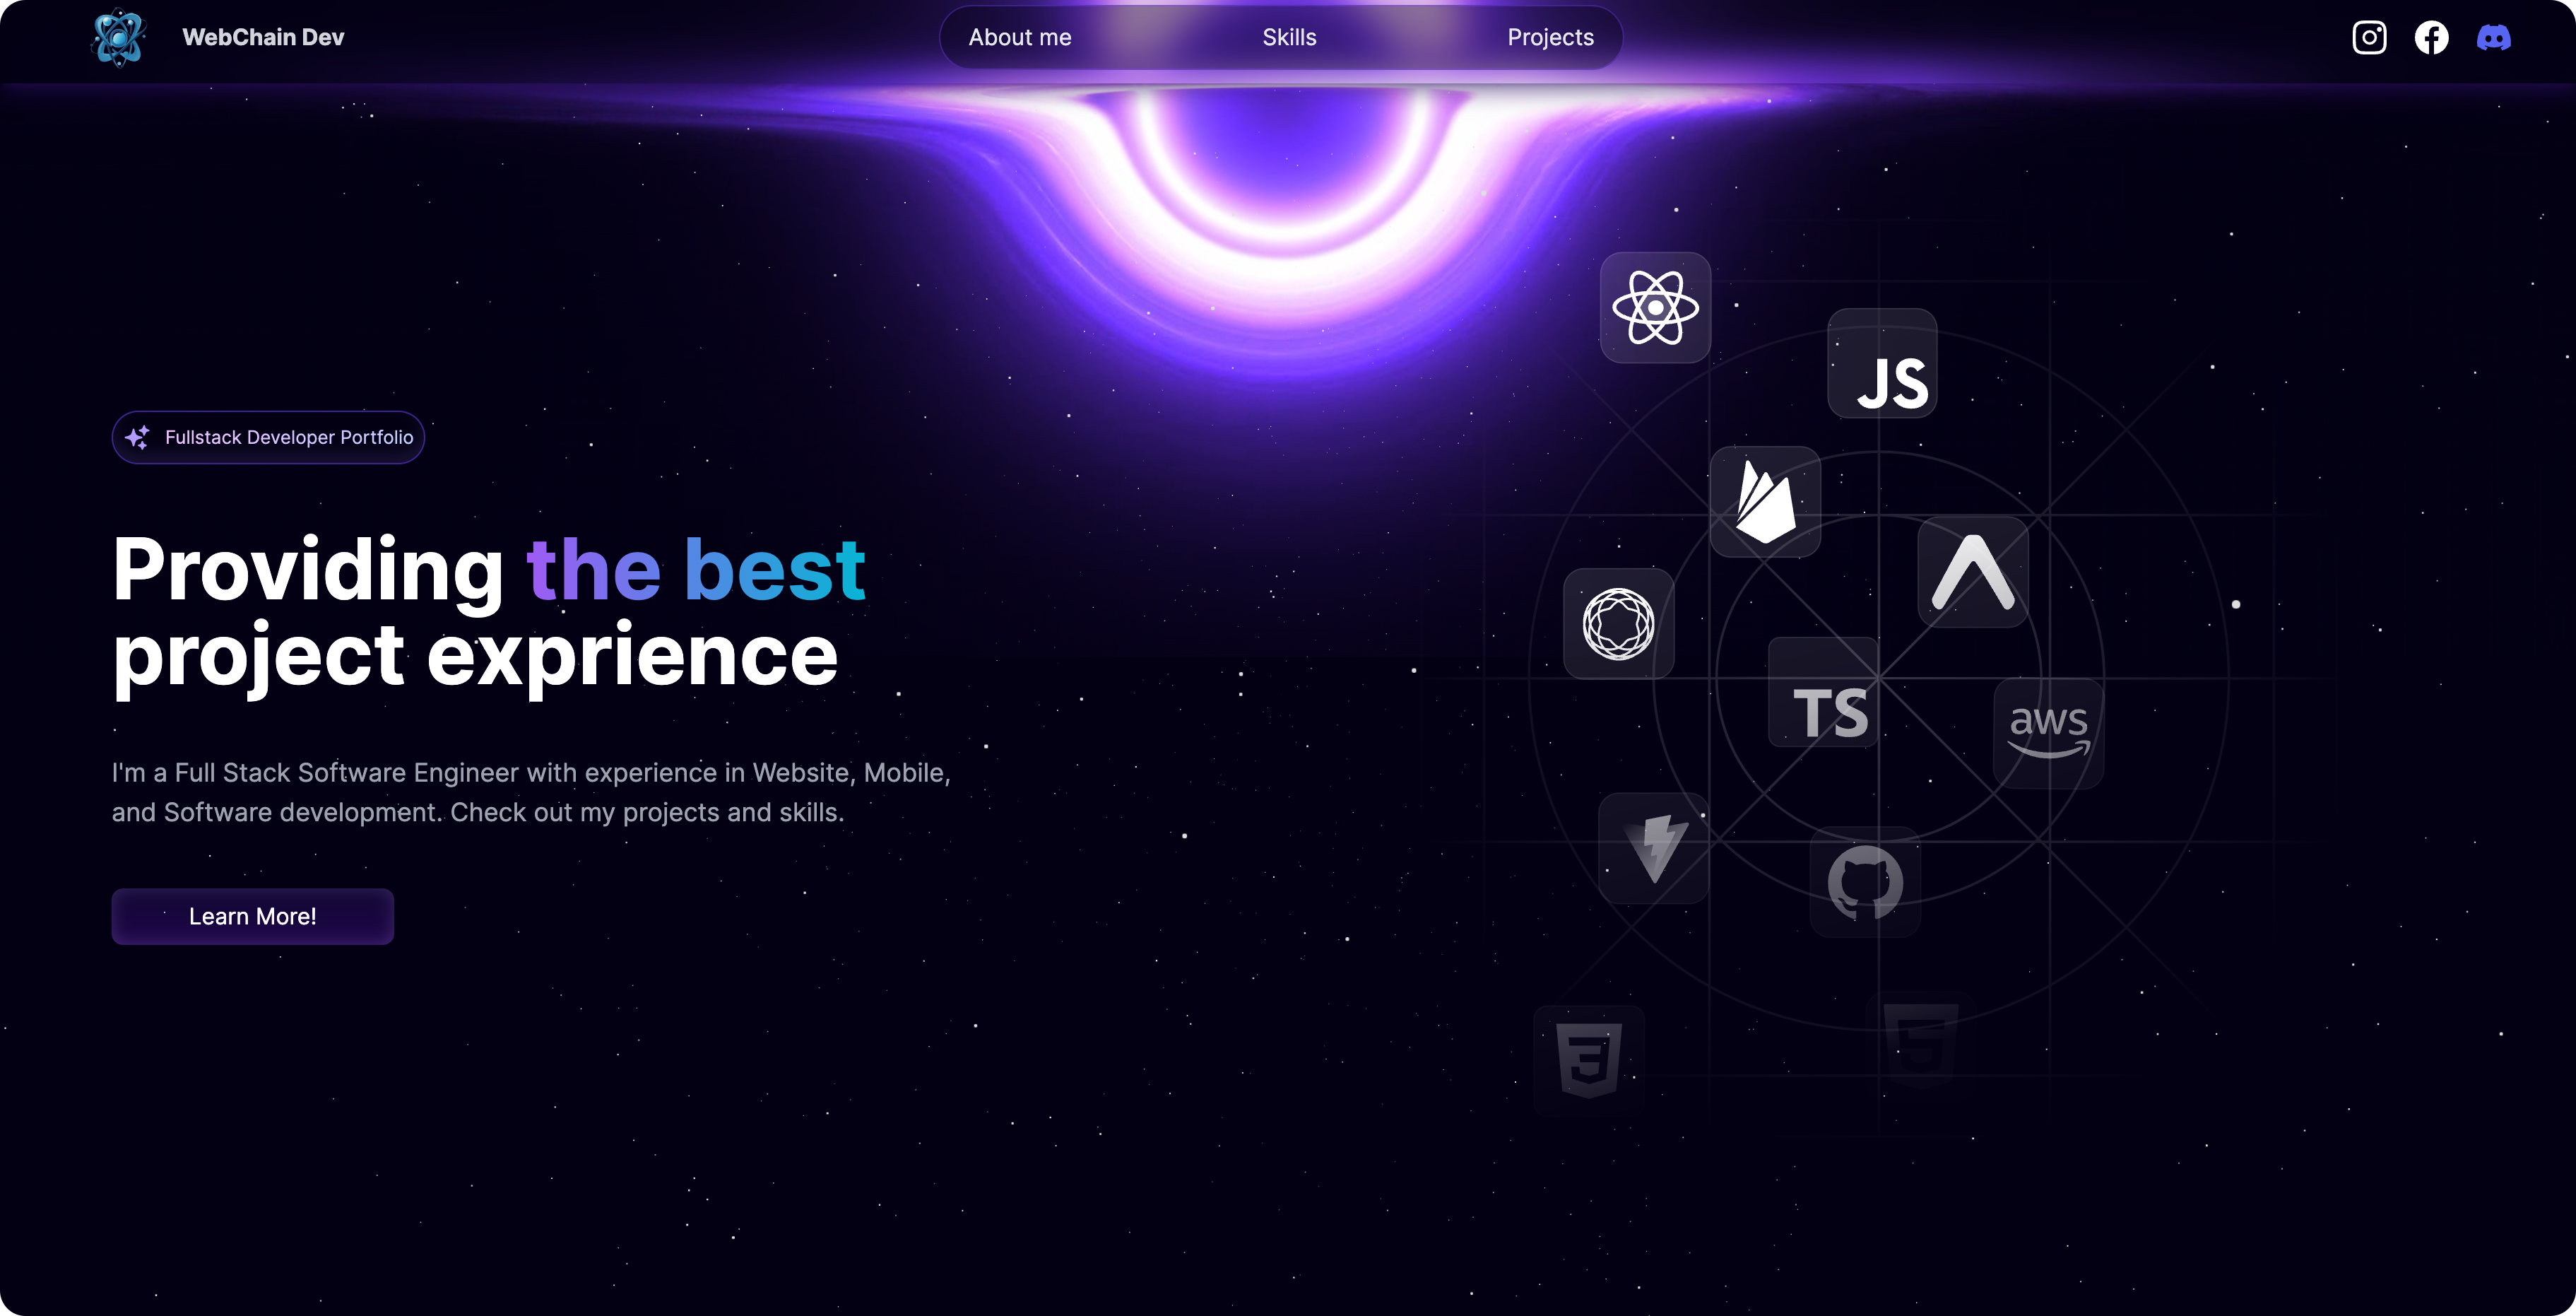 WebChain Dev
About me
Skills
Projects
Fullstack Developer Portfolio
Providing the best
project exprience
I'm a Full Stack Software Engineer with experience in Website, Mobile,
and Software development. Check out my projects and skills.
Learn More!
JS
TS
aws